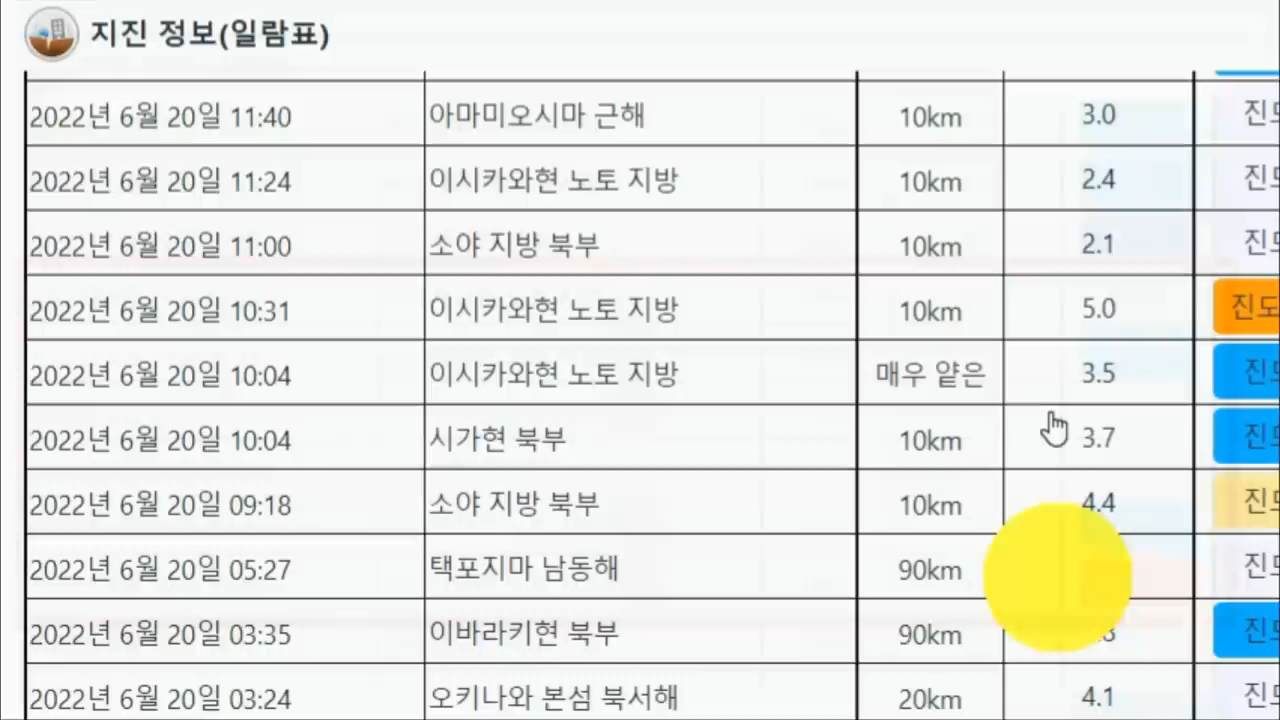 지진 정보(일람표)
2022년 6월 20일 11:40 아마미오시마 근해 10km 3.0
2022년 6월 20일 11:24 이시카와현 노토 지방 10km 2.4
2022년 6월 20일 11:00 소야 지방 북부 10km 2.1
2022년 6월 20일 10:31 이시카와현 노토 지방 10km 5.0 진도
2022년 6월 20일 10:04 이시카와현 노토 지방 매우 얕은 3.5
2022년 6월 20일 10:04 시가현 북부 10km 3.7
2022년 6월 20일 09:18 소야 지방 북부 10km 4.4
2022년 6월 20일 05:27 택포지마 남동해 90km
2022년 6월 20일 03:35 이바라키현 북부 90km
2022년 6월 20일 03:24 오키나와 본섬 북서해 20km 4.1